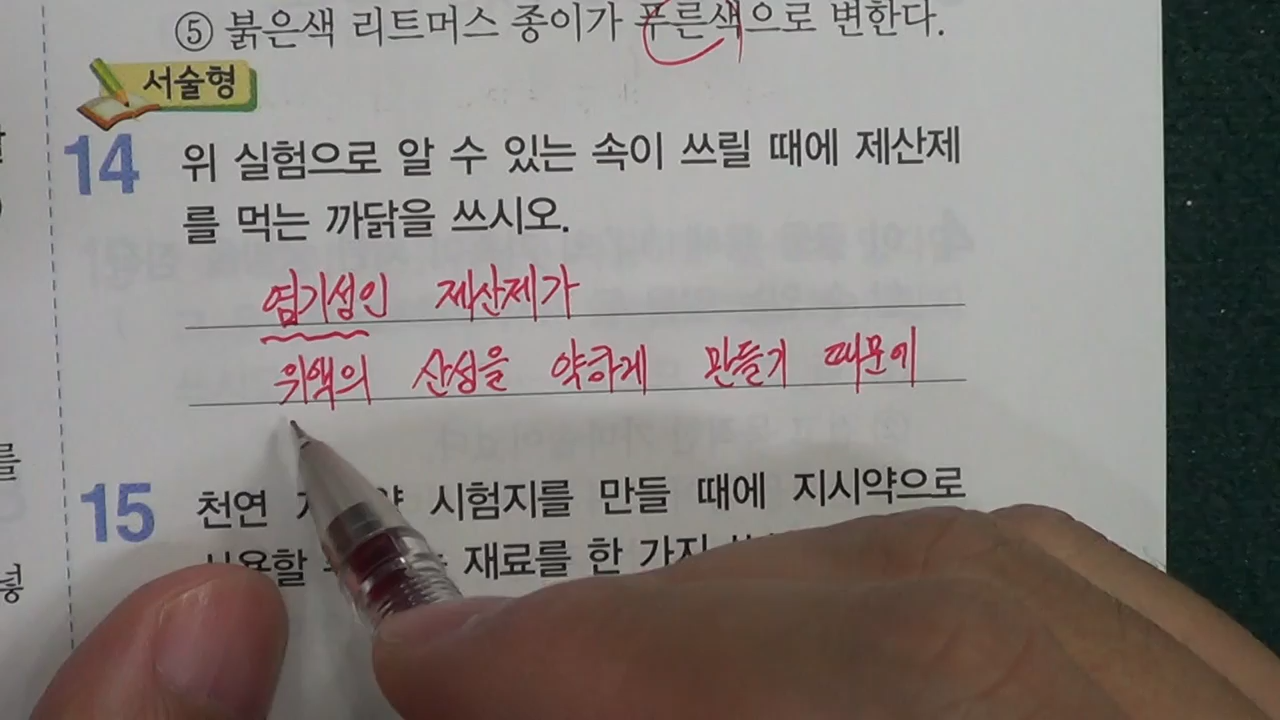 ⑤ 붉은색 리트머스 종이가 푸른색으로 변한다.
서술형
14 위 실험으로 알 수 있는 속이 쓰릴 때에 제산제
를 먹는 까닭을 쓰시오.
염기성인 제산제가
위액의 산성을 약하게 만들기 때문에
15 천연 시험지를 만들 때에 지시약으로
재료를 한 가지